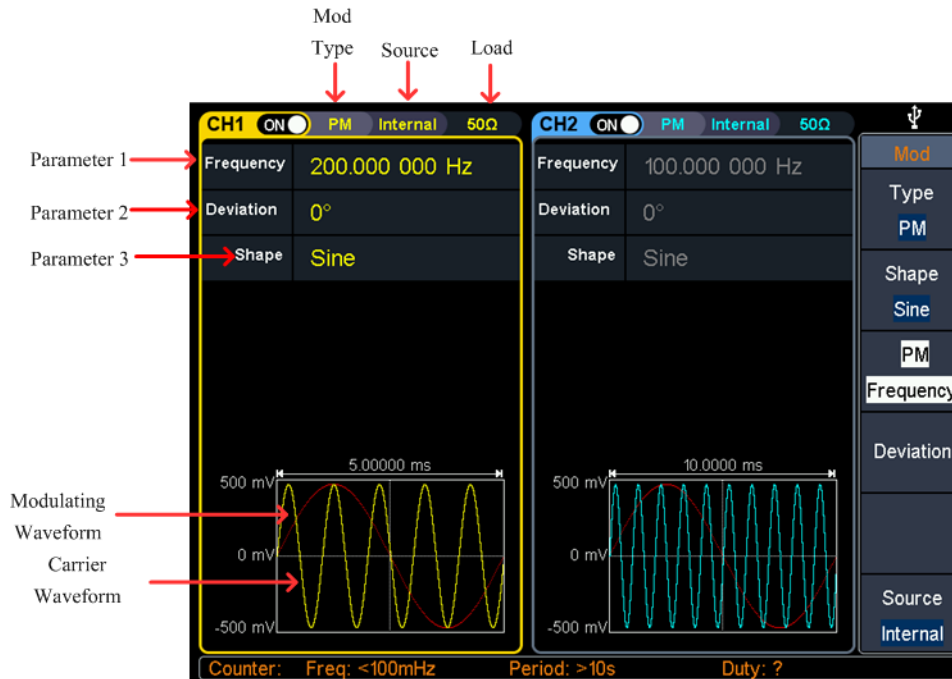 Mod
Type
Source
Load
CH1 ON PM Internal 50Ω
CH2 ON PM Internal 50Ω
Parameter 1
Frequency 200.000 000 Hz
Frequency 100.000 000 Hz
Mod
Parameter 2
Deviation 0°
Deviation 0°
Type
PM
Parameter 3
Shape Sine
Shape Sine
Shape
Sine
PM
Frequency
Deviation
5.00000 ms
10.0000 ms
500 mV
500 mV
Modulating
Waveform
0 mV
0 mV
Carrier
Waveform
-500 mV
-500 mV
Source
Internal
Counter: Freq: <100mHz Period: >10s Duty: ?